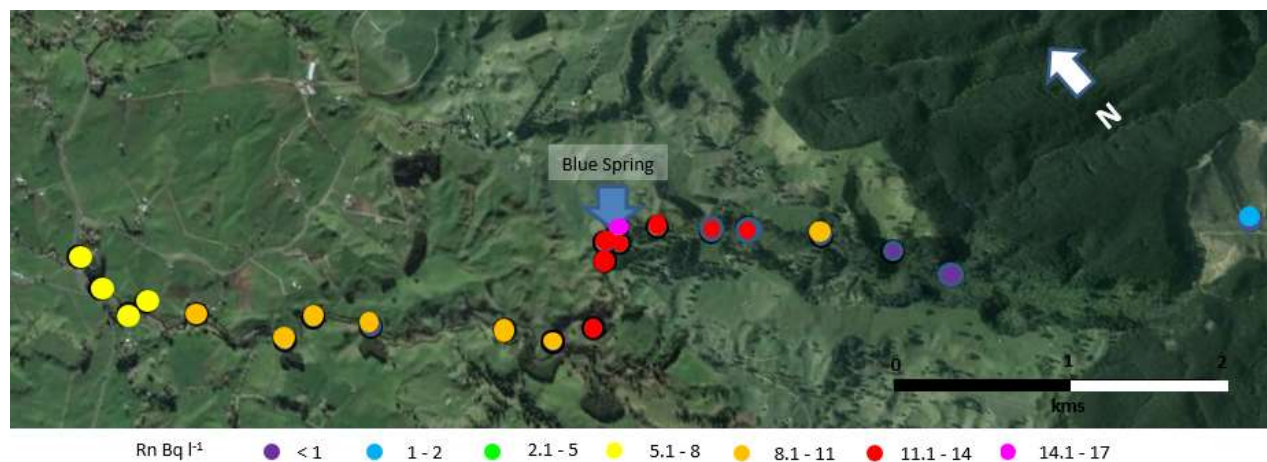 Blue Spring
N
0 1 2
kms
Rn Bq l⁻¹ < 1 1 - 2 2.1 - 5 5.1 - 8 8.1 - 11 11.1 - 14 14.1 - 17